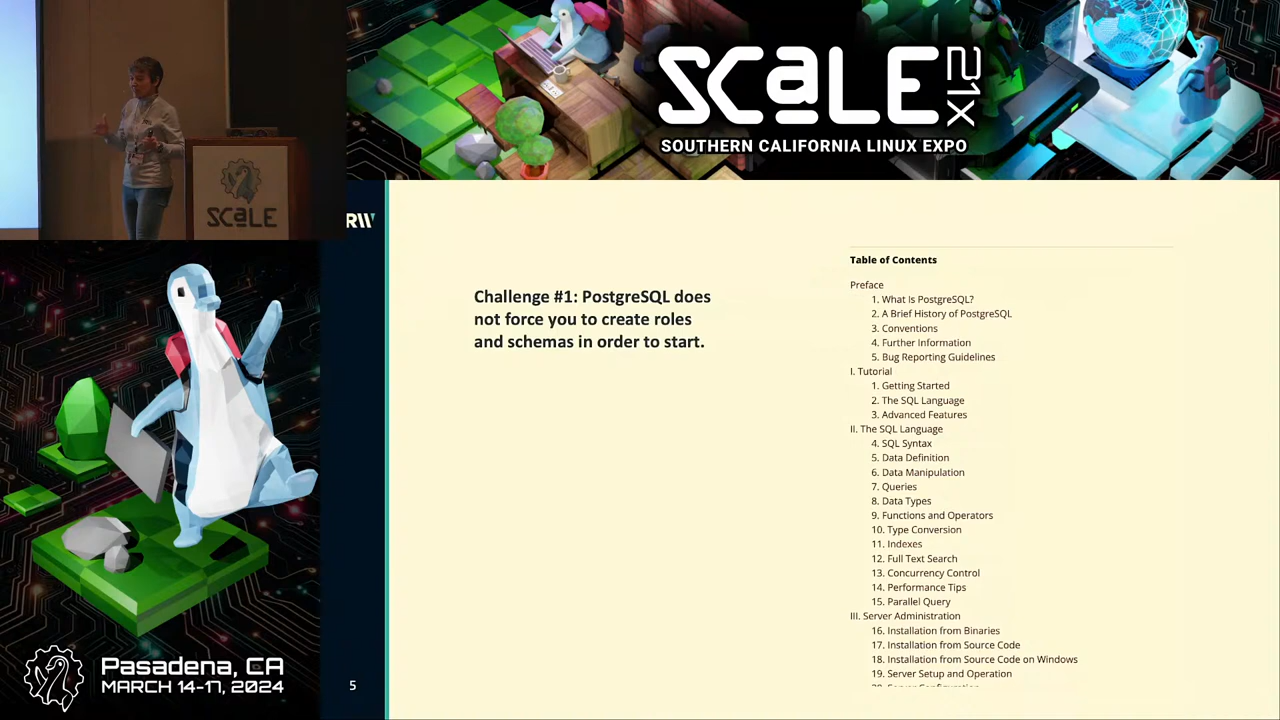 SCALE 21X
SOUTHERN CALIFORNIA LINUX EXPO
SCALE
RW
Challenge #1: PostgreSQL does
not force you to create roles
and schemas in order to start.
Table of Contents
Preface
1. What Is PostgreSQL?
2. A Brief History of PostgreSQL
3. Conventions
4. Further Information
5. Bug Reporting Guidelines
I. Tutorial
1. Getting Started
2. The SQL Language
3. Advanced Features
II. The SQL Language
4. SQL Syntax
5. Data Definition
6. Data Manipulation
7. Queries
8. Data Types
9. Functions and Operators
10. Type Conversion
11. Indexes
12. Full Text Search
13. Concurrency Control
14. Performance Tips
15. Parallel Query
III. Server Administration
16. Installation from Binaries
17. Installation from Source Code
18. Installation from Source Code on Windows
19. Server Setup and Operation
Pasadena, CA
MARCH 14-17, 2024
5